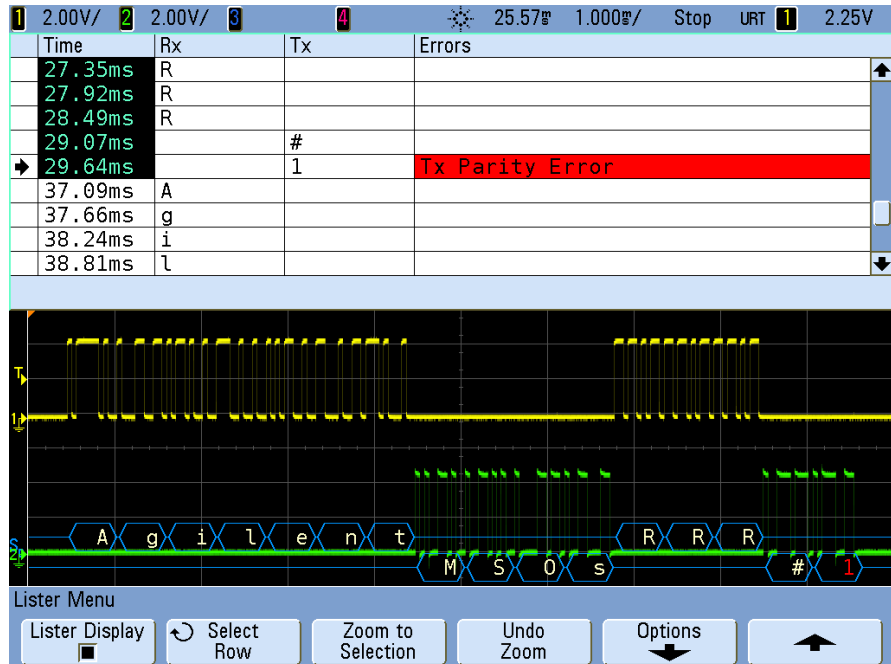 1 2.00V/ 2 2.00V/ 3 4 25.57ms 1.000ms/ Stop URT 1 2.25V
Time Rx Tx Errors
27.35ms R
27.92ms R
28.49ms R
29.07ms #
29.64ms 1 Tx Parity Error
37.09ms A
37.66ms g
38.24ms i
38.81ms l
T
1
A g i l e n t R R R
S
2
M S O s # 1
Lister Menu
Lister Display Select Row Zoom to Selection Undo Zoom Options